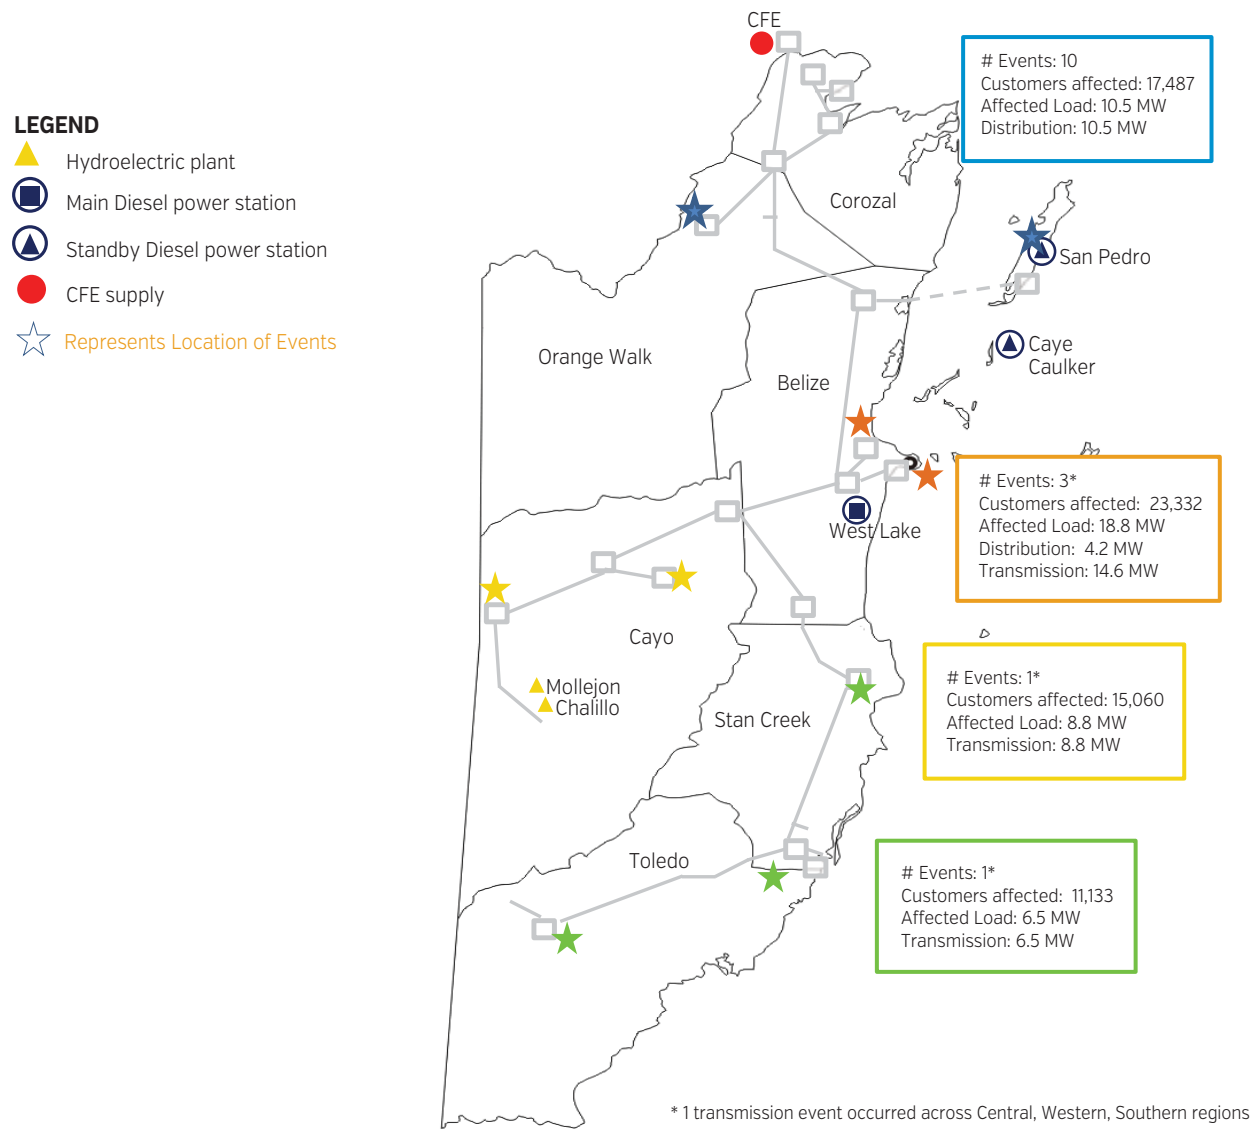 LEGEND
Hydroelectric plant
Main Diesel power station
Standby Diesel power station
CFE supply
Represents Location of Events
CFE
Corozal
San Pedro
Orange Walk
Caye
Caulker
Belize
West Lake
Cayo
Mollejon
Chalillo
Stan Creek
Toledo
# Events: 10
Customers affected: 17,487
Affected Load: 10.5 MW
Distribution: 10.5 MW
# Events: 3*
Customers affected: 23,332
Affected Load: 18.8 MW
Distribution: 4.2 MW
Transmission: 14.6 MW
# Events: 1*
Customers affected: 15,060
Affected Load: 8.8 MW
Transmission: 8.8 MW
# Events: 1*
Customers affected: 11,133
Affected Load: 6.5 MW
Transmission: 6.5 MW
* 1 transmission event occurred across Central, Western, Southern regions